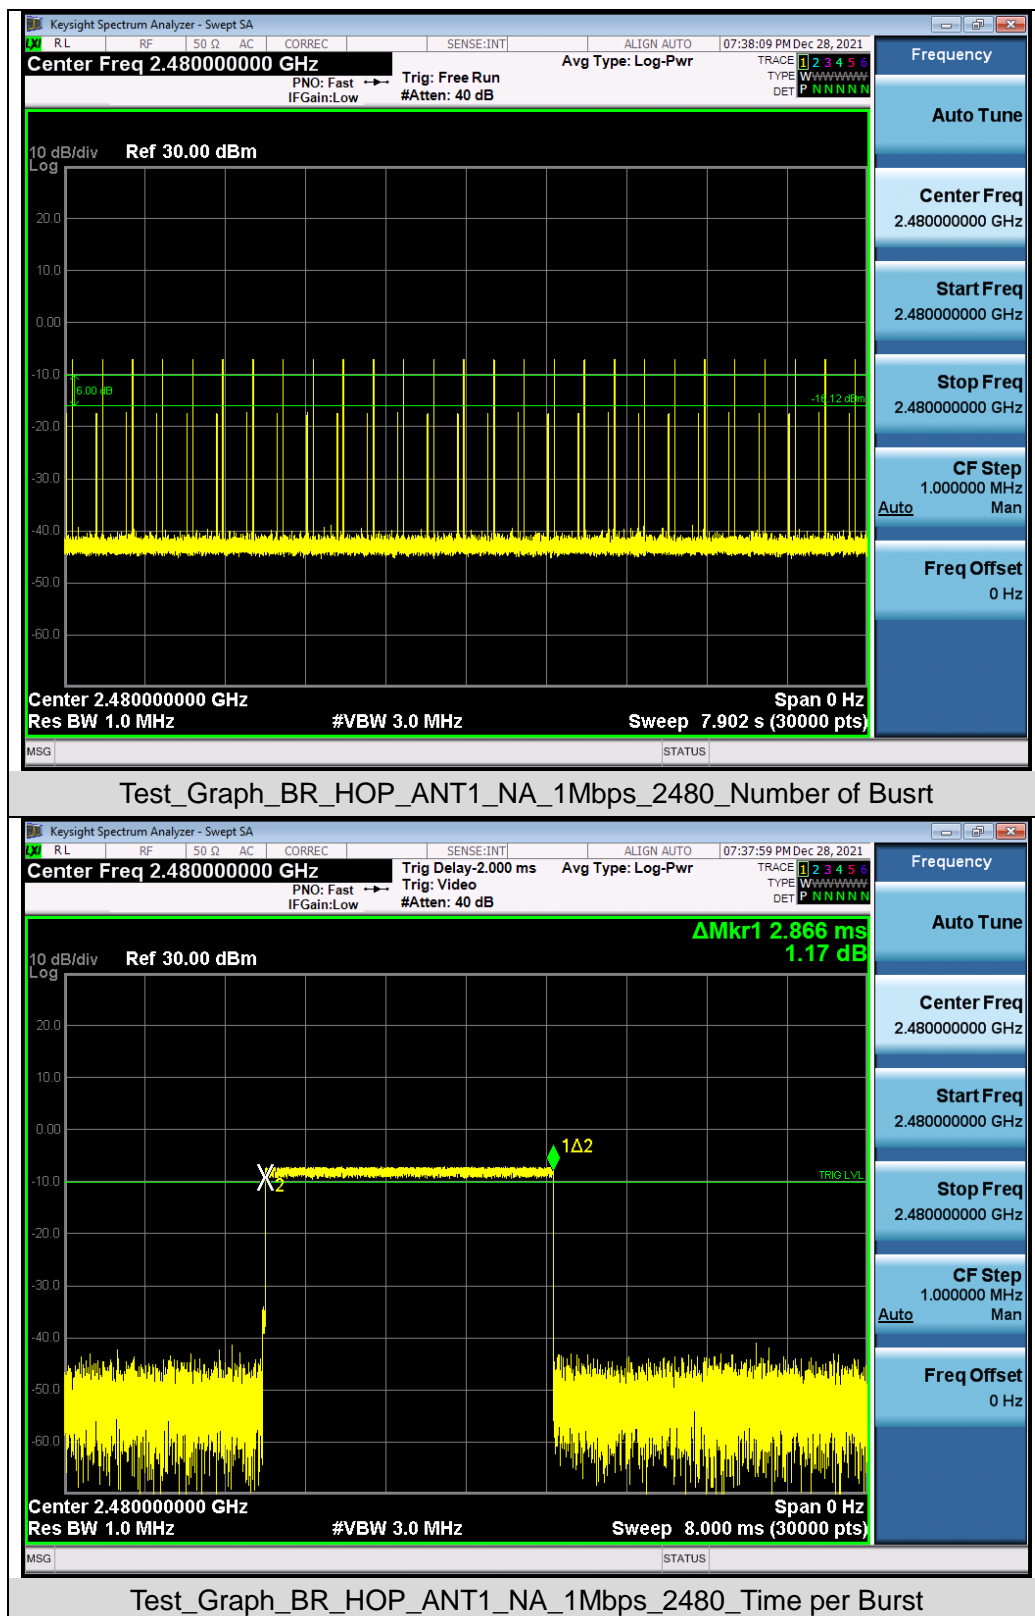 Keysight Spectrum Analyzer - Swept SA
LXI RL RF 50 Ω AC CORREC SENSE:INT ALIGN AUTO 07:38:09 PM Dec 28, 2021
Center Freq 2.480000000 GHz
PNO: Fast
IFGain:Low
Trig: Free Run
#Atten: 40 dB
Avg Type: Log-Pwr
TRACE 1 2 3 4 5 6
TYPE WWWWWW
DET P N N N N N
10 dB/div Ref 30.00 dBm
Log
20.0
10.0
0.00
-10.0
6.00 dB
-16.12 dBm
-20.0
-30.0
-40.0
-50.0
-60.0
Center 2.480000000 GHz Span 0 Hz
Res BW 1.0 MHz #VBW 3.0 MHz Sweep 7.902 s (30000 pts)
MSG STATUS
Frequency
Auto Tune
Center Freq
2.480000000 GHz
Start Freq
2.480000000 GHz
Stop Freq
2.480000000 GHz
CF Step
1.000000 MHz
Auto Man
Freq Offset
0 Hz
Test_Graph_BR_HOP_ANT1_NA_1Mbps_2480_Number of Busrt
Keysight Spectrum Analyzer - Swept SA
LXI RL RF 50 Ω AC CORREC SENSE:INT ALIGN AUTO 07:37:59 PM Dec 28, 2021
Center Freq 2.480000000 GHz
PNO: Fast
IFGain:Low
Trig Delay-2.000 ms
Trig: Video
#Atten: 40 dB
Avg Type: Log-Pwr
TRACE 1 2 3 4 5 6
TYPE WWWWWW
DET P N N N N N
ΔMkr1 2.866 ms
1.17 dB
10 dB/div Ref 30.00 dBm
Log
20.0
10.0
0.00
1Δ2
-10.0
X2
TRIG LVL
-20.0
-30.0
-40.0
-50.0
-60.0
Center 2.480000000 GHz Span 0 Hz
Res BW 1.0 MHz #VBW 3.0 MHz Sweep 8.000 ms (30000 pts)
MSG STATUS
Frequency
Auto Tune
Center Freq
2.480000000 GHz
Start Freq
2.480000000 GHz
Stop Freq
2.480000000 GHz
CF Step
1.000000 MHz
Auto Man
Freq Offset
0 Hz
Test_Graph_BR_HOP_ANT1_NA_1Mbps_2480_Time per Burst